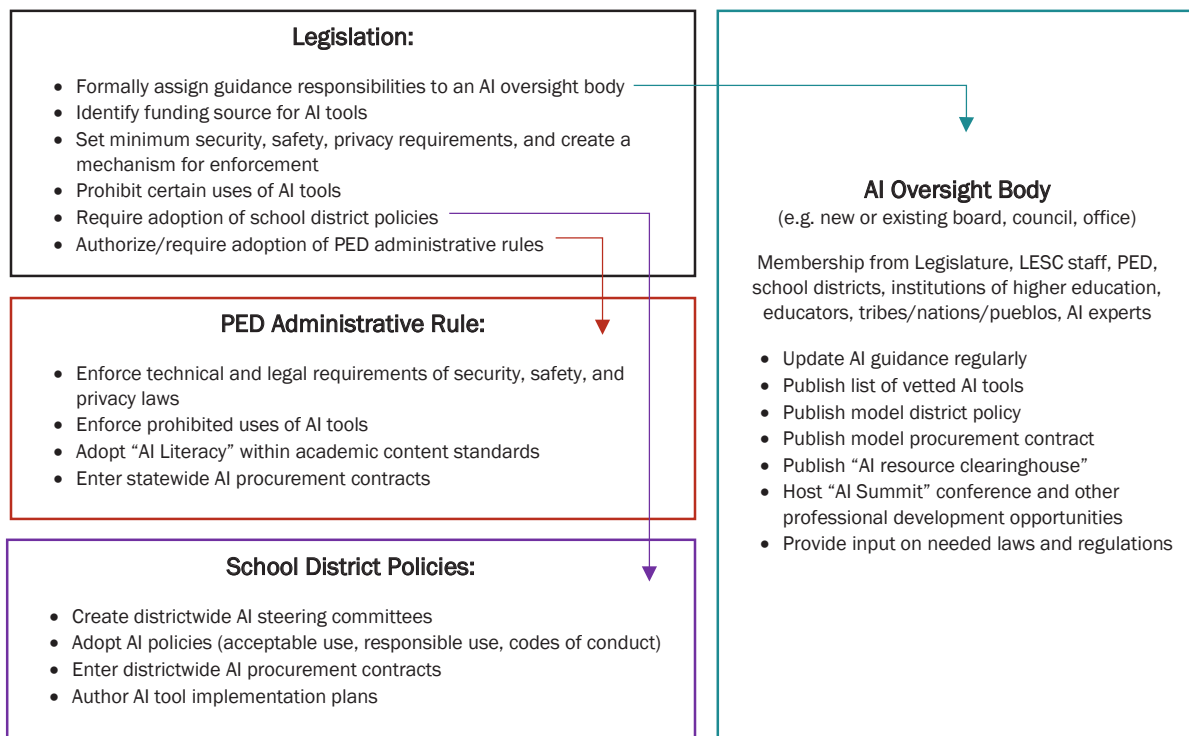 Legislation:
• Formally assign guidance responsibilities to an AI oversight body
• Identify funding source for AI tools
• Set minimum security, safety, privacy requirements, and create a
mechanism for enforcement
• Prohibit certain uses of AI tools
• Require adoption of school district policies
• Authorize/require adoption of PED administrative rules
PED Administrative Rule:
• Enforce technical and legal requirements of security, safety, and
privacy laws
• Enforce prohibited uses of AI tools
• Adopt “AI Literacy” within academic content standards
• Enter statewide AI procurement contracts
School District Policies:
• Create districtwide AI steering committees
• Adopt AI policies (acceptable use, responsible use, codes of conduct)
• Enter districtwide AI procurement contracts
• Author AI tool implementation plans
AI Oversight Body
(e.g. new or existing board, council, office)
Membership from Legislature, LESC staff, PED,
school districts, institutions of higher education,
educators, tribes/nations/pueblos, AI experts
• Update AI guidance regularly
• Publish list of vetted AI tools
• Publish model district policy
• Publish model procurement contract
• Publish “AI resource clearinghouse”
• Host “AI Summit” conference and other
professional development opportunities
• Provide input on needed laws and regulations